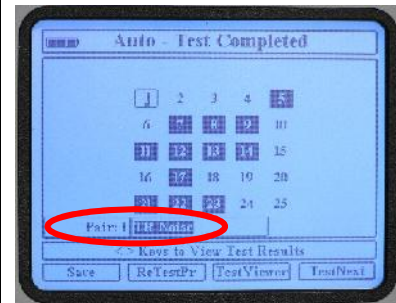 Auto - Test Completed
1 2 3 4 5
6 7 8 9 10
11 12 13 14 15
16 17 18 19 20
21 22 23 24 25
Pair: 1 LR Noise
<> Keys to View Test Results
Save ReTestPr TestViewer TestNext